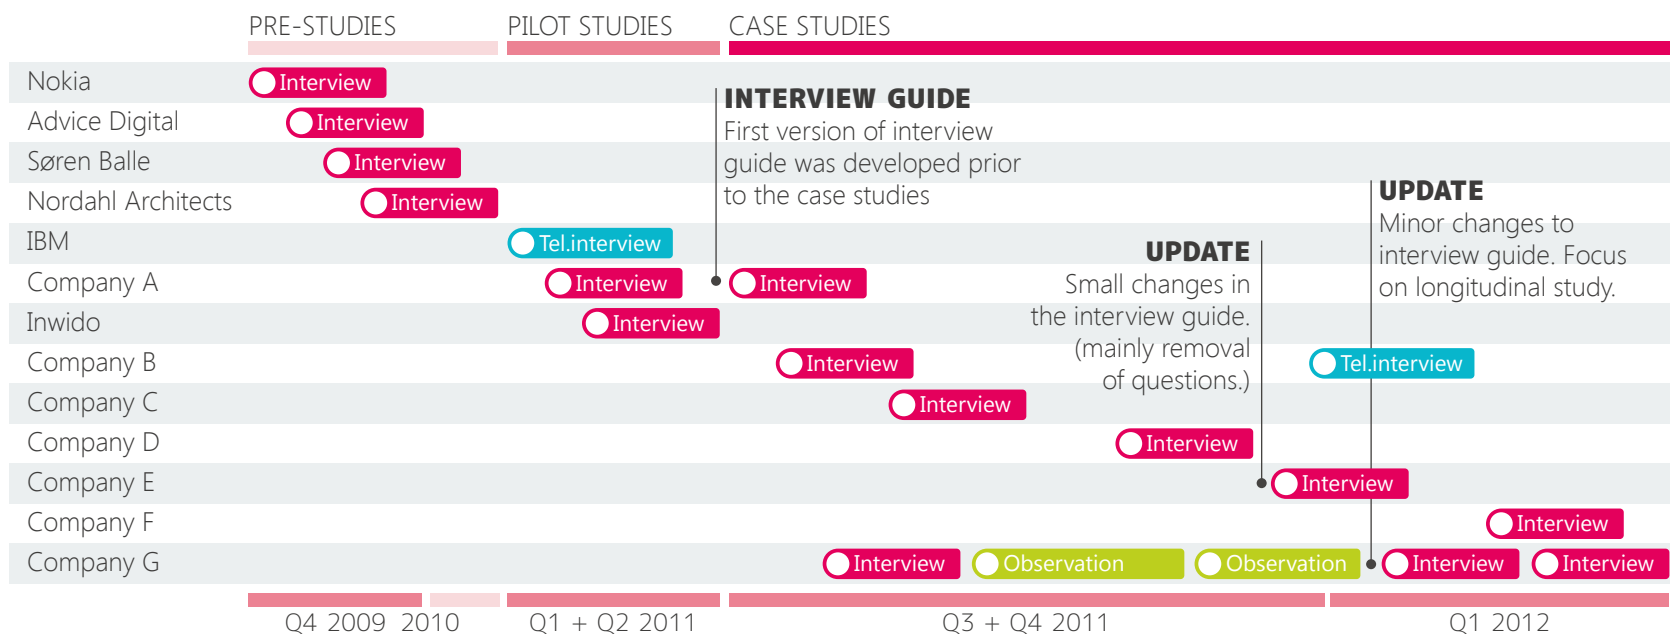 PRE-STUDIES PILOT STUDIES CASE STUDIES
Nokia Interview
INTERVIEW GUIDE
Advice Digital Interview
First version of interview
Søren Balle Interview
guide was developed prior
Nordahl Architects Interview
to the case studies
UPDATE
Minor changes to
interview guide. Focus
on longitudinal study.
IBM Tel.interview
UPDATE
Small changes in
the interview guide.
(mainly removal
of questions.)
Company A Interview Interview
Inwido Interview
Company B Interview Tel.interview
Company C Interview
Company D Interview
Company E Interview
Company F Interview
Company G Interview Observation Observation Interview Interview
Q4 2009 2010 Q1 + Q2 2011 Q3 + Q4 2011 Q1 2012